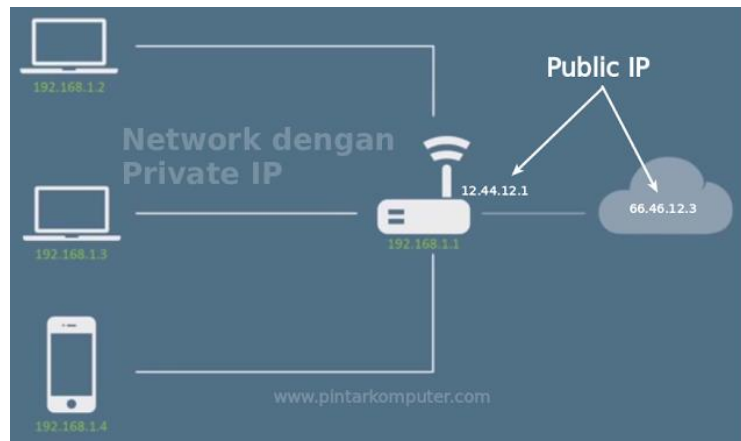 192.168.1.2
Public IP
Network dengan
Private IP
12.44.12.1
66.46.12.3
192.168.1.3
192.168.1.1
www.pintarkomputer.com
192.168.1.4